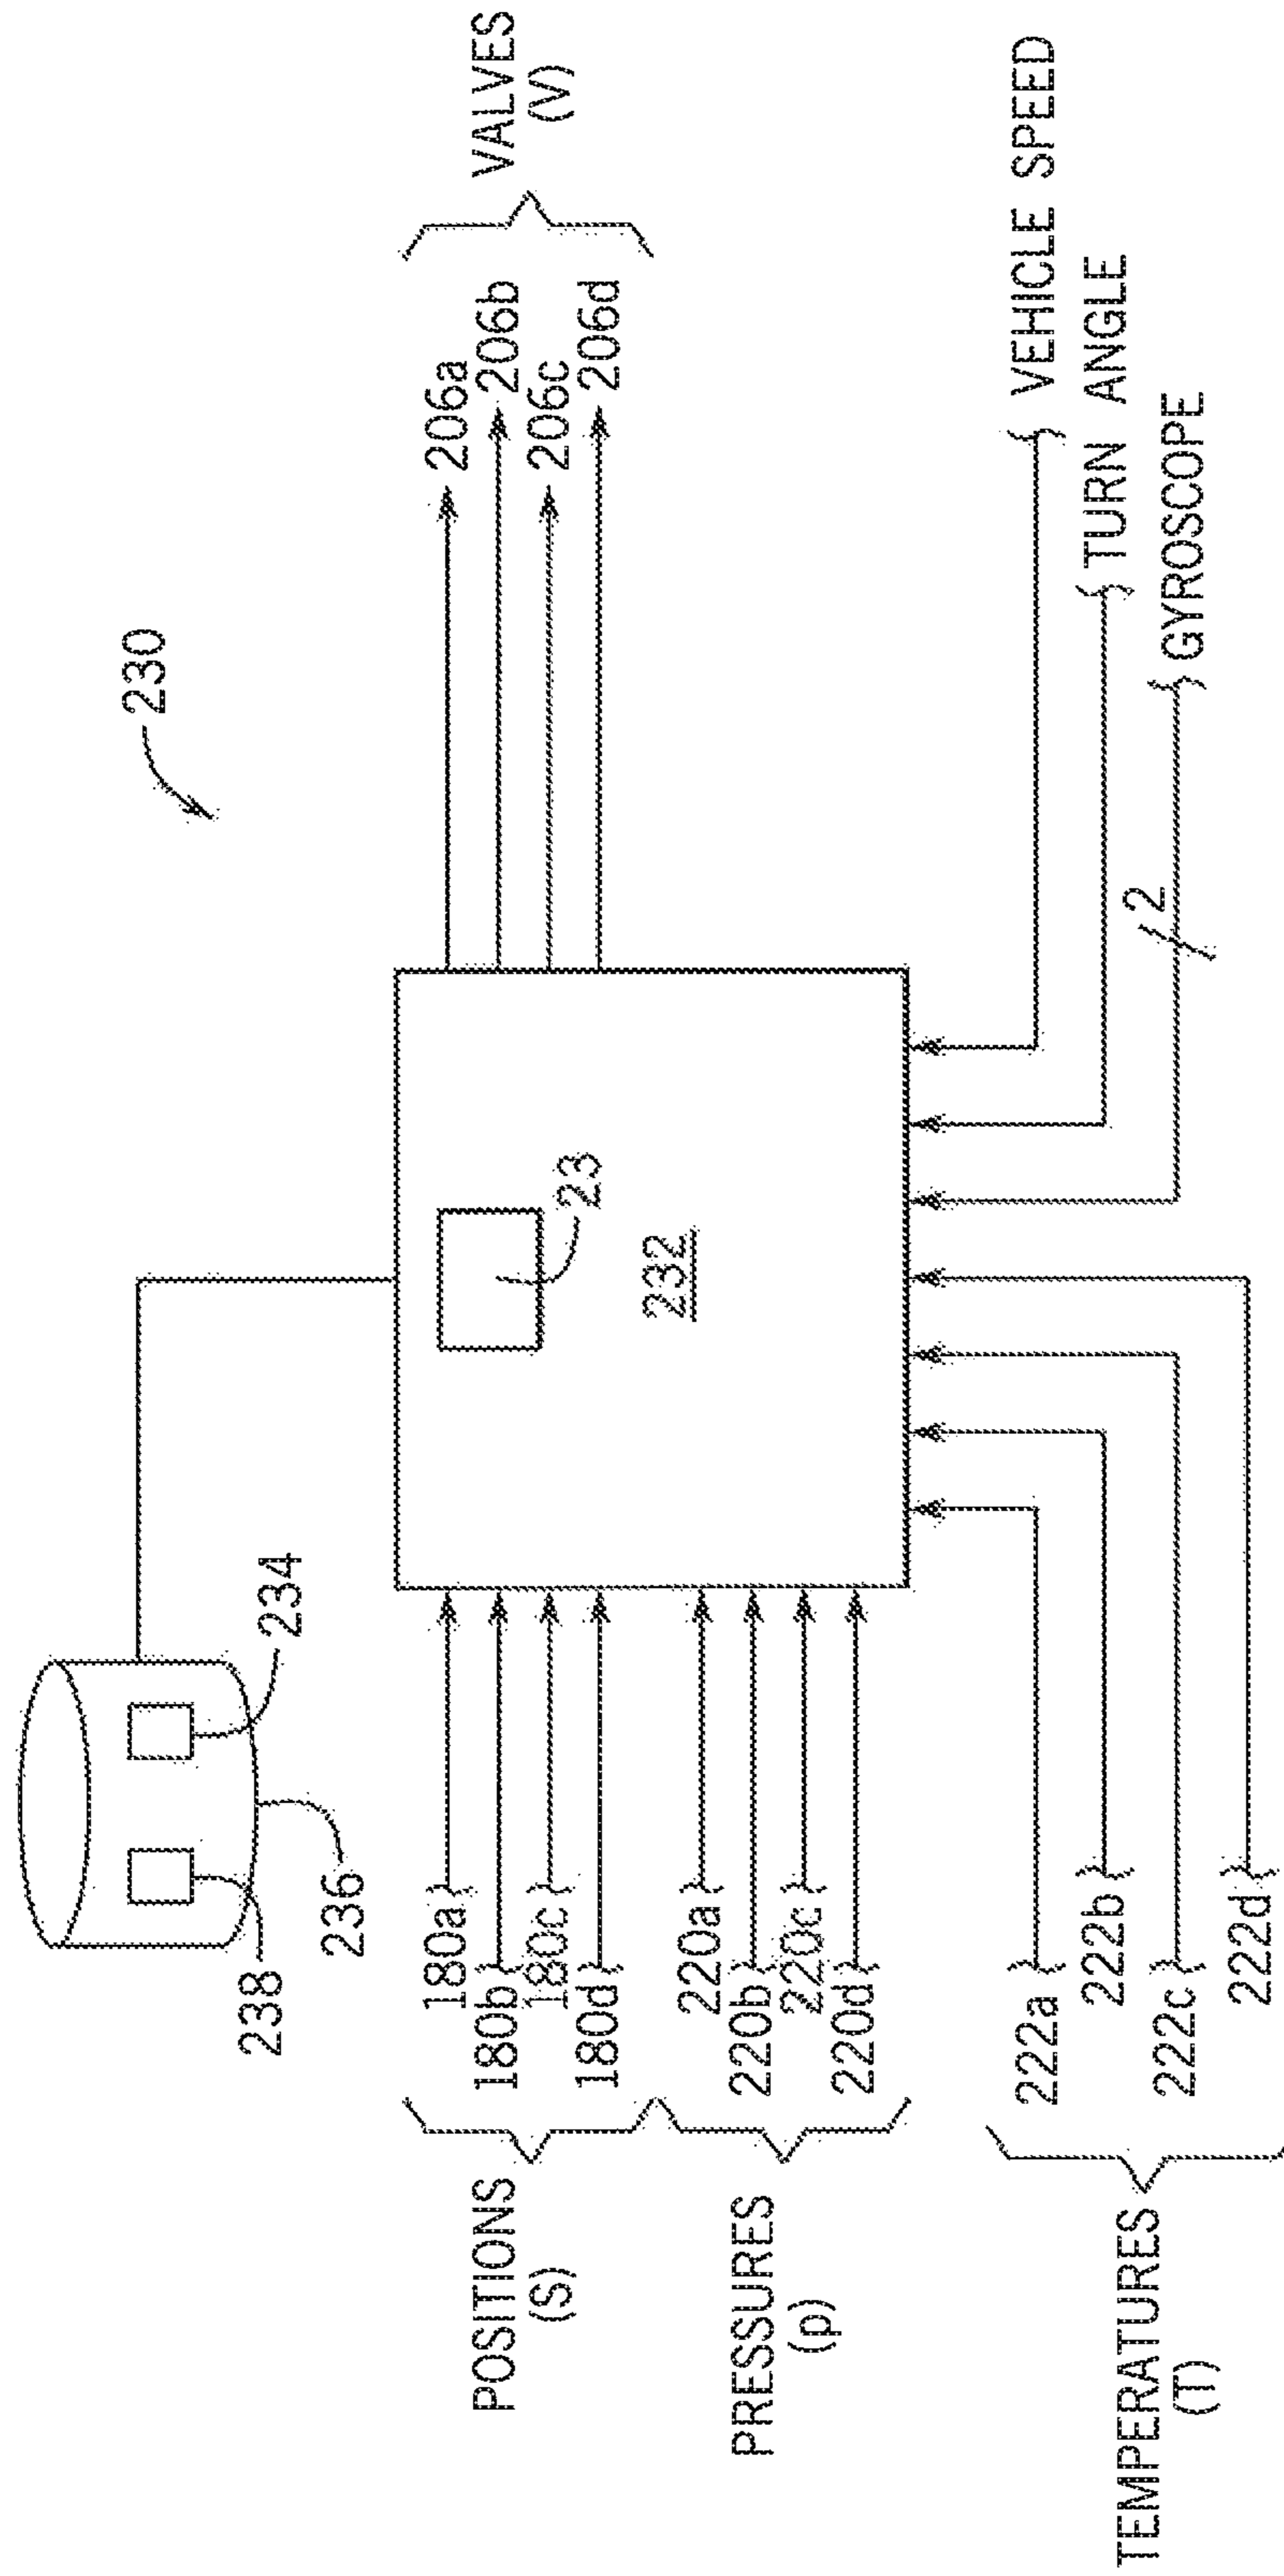 230
238
236
234
POSITIONS
(S)
180a
180b
180c
180d
PRESSURES
(p)
220a
220b
220c
220d
TEMPERATURES
(T)
222a
222b
222c
222d
23
232
206a
206b
206c
206d
VALVES
(V)
2
VEHICLE SPEED
TURN ANGLE
GYROSCOPE